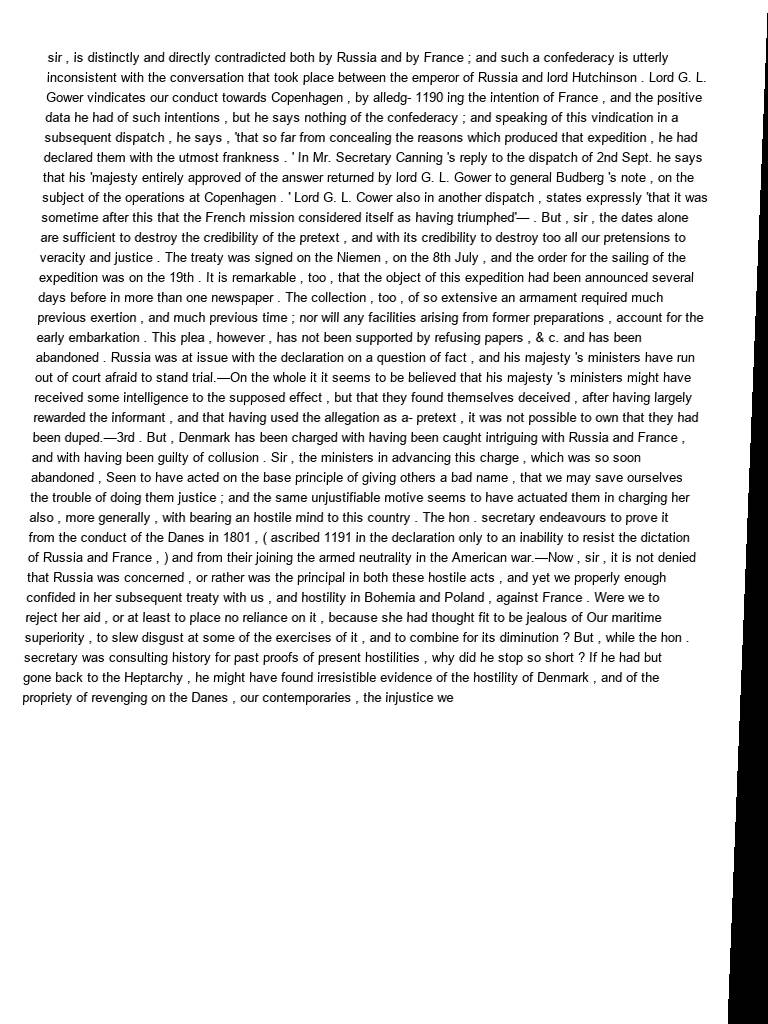 sir , is distinctly and directly contradicted both by Russia and by France ; and such a confederacy is utterly
inconsistent with the conversation that took place between the emperor of Russia and lord Hutchinson . Lord G. L.
Gower vindicates our conduct towards Copenhagen , by alledg- 1190 ing the intention of France , and the positive
data he had of such intentions , but he says nothing of the confederacy ; and speaking of this vindication in a
subsequent dispatch , he says , 'that so far from concealing the reasons which produced that expedition , he had
declared them with the utmost frankness . ' In Mr. Secretary Canning 's reply to the dispatch of 2nd Sept. he says
that his 'majesty entirely approved of the answer returned by lord G. L. Gower to general Budberg 's note , on the
subject of the operations at Copenhagen . ' Lord G. L. Cower also in another dispatch , states expressly 'that it was
sometime after this that the French mission considered itself as having triumphed'— . But , sir , the dates alone
are sufficient to destroy the credibility of the pretext , and with its credibility to destroy too all our pretensions to
veracity and justice . The treaty was signed on the Niemen , on the 8th July , and the order for the sailing of the
expedition was on the 19th . It is remarkable , too , that the object of this expedition had been announced several
days before in more than one newspaper . The collection , too , of so extensive an armament required much
previous exertion , and much previous time ; nor will any facilities arising from former preparations , account for the
early embarkation . This plea , however , has not been supported by refusing papers , & c. and has been
abandoned . Russia was at issue with the declaration on a question of fact , and his majesty 's ministers have run
out of court afraid to stand trial.—On the whole it it seems to be believed that his majesty 's ministers might have
received some intelligence to the supposed effect , but that they found themselves deceived , after having largely
rewarded the informant , and that having used the allegation as a- pretext , it was not possible to own that they had
been duped.—3rd . But , Denmark has been charged with having been caught intriguing with Russia and France ,
and with having been guilty of collusion . Sir , the ministers in advancing this charge , which was so soon
abandoned , Seen to have acted on the base principle of giving others a bad name , that we may save ourselves
the trouble of doing them justice ; and the same unjustifiable motive seems to have actuated them in charging her
also , more generally , with bearing an hostile mind to this country . The hon . secretary endeavours to prove it
from the conduct of the Danes in 1801 , ( ascribed 1191 in the declaration only to an inability to resist the dictation
of Russia and France , ) and from their joining the armed neutrality in the American war.—Now , sir , it is not denied
that Russia was concerned , or rather was the principal in both these hostile acts , and yet we properly enough
confided in her subsequent treaty with us , and hostility in Bohemia and Poland , against France . Were we to
reject her aid , or at least to place no reliance on it , because she had thought fit to be jealous of Our maritime
superiority , to slew disgust at some of the exercises of it , and to combine for its diminution ? But , while the hon .
secretary was consulting history for past proofs of present hostilities , why did he stop so short ? If he had but
gone back to the Heptarchy , he might have found irresistible evidence of the hostility of Denmark , and of the
propriety of revenging on the Danes , our contemporaries , the injustice we